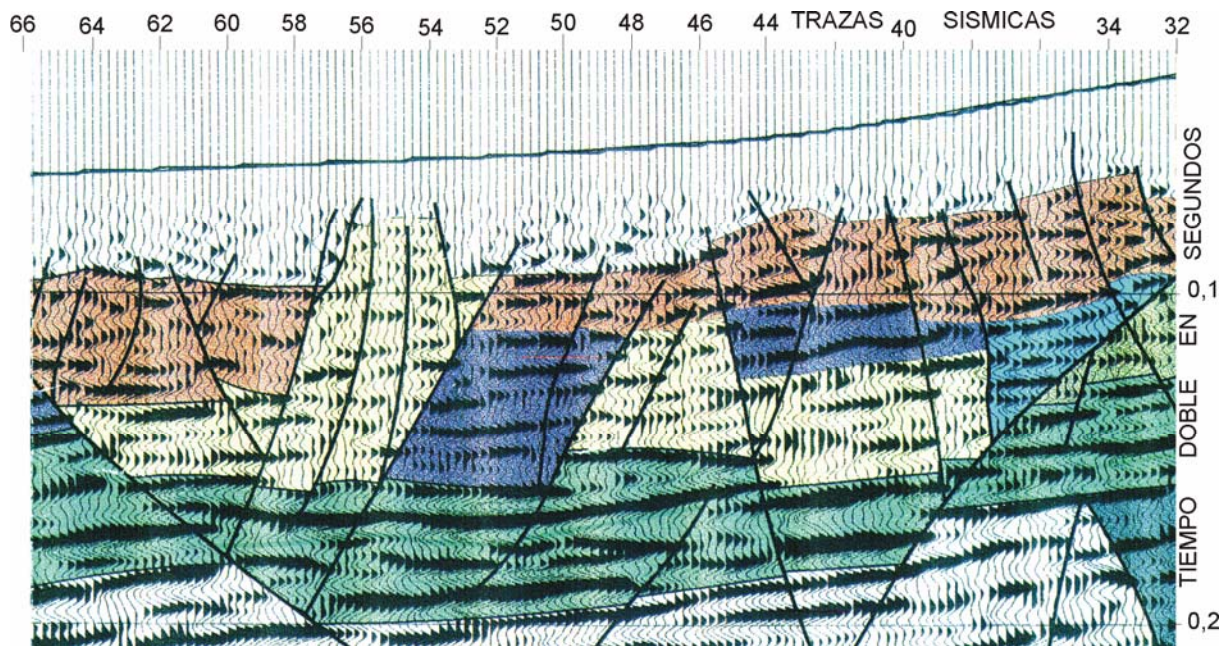 66 64 62 60 58 56 54 52 50 48 46 44 TRAZAS 40 SISMICAS 34 32
TIEMPO DOBLE EN SEGUNDOS
0,1
0,2